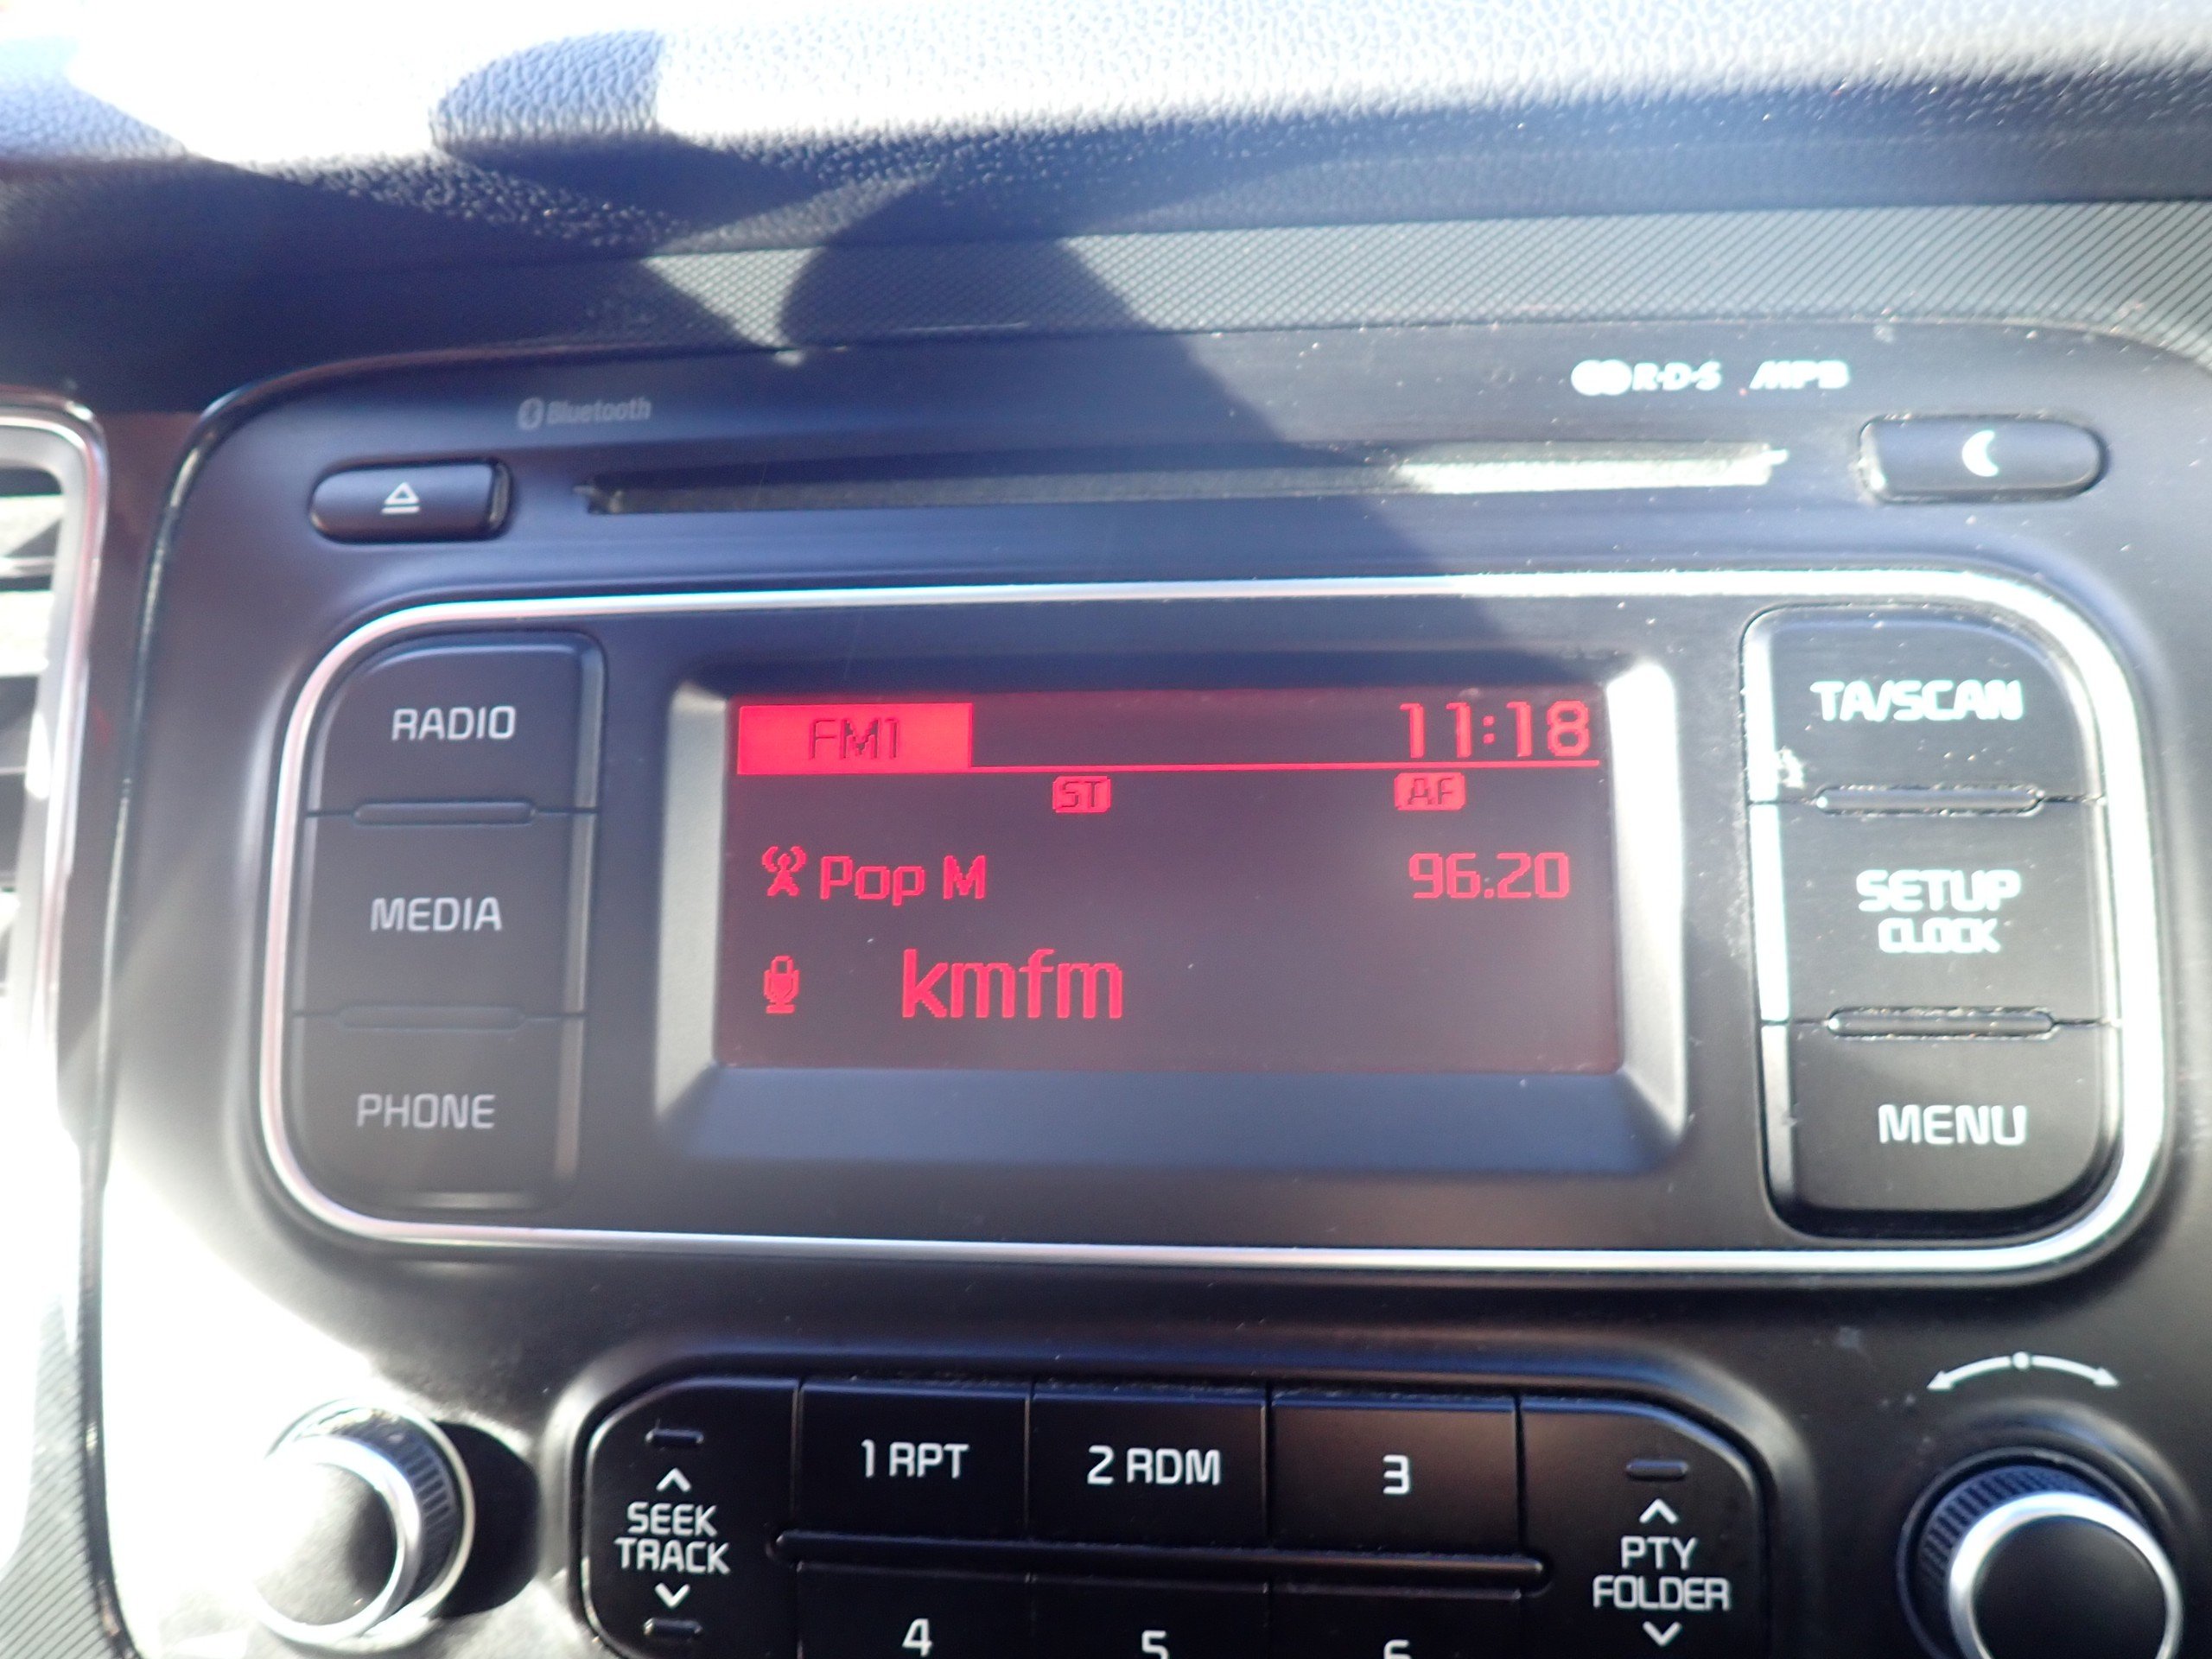 Bluetooth
R·D·S MP3
RADIO
MEDIA
PHONE
FM1 11:18
ST AF
Pop M 96.20
kmfm
TA/SCAN
SETUP
CLOCK
MENU
SEEK
TRACK
1 RPT
2 RDM
3
4
5
6
PTY
FOLDER